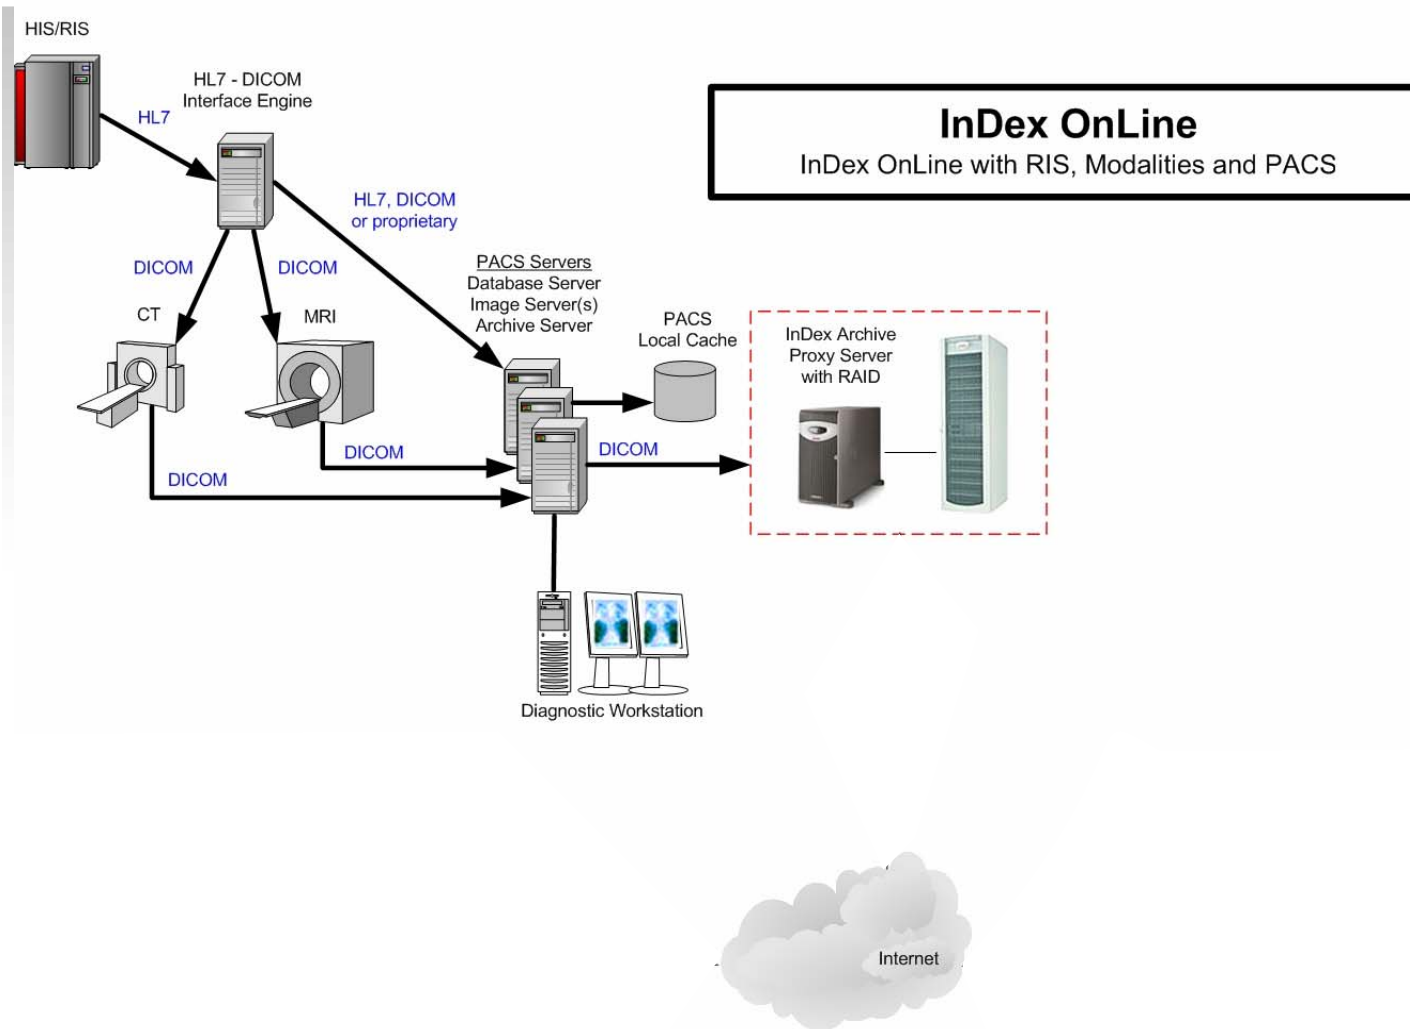 HIS/RIS
HL7 - DICOM
Interface Engine
HL7
InDex OnLine
InDex OnLine with RIS, Modalities and PACS
HL7, DICOM
or proprietary
DICOM
DICOM
PACS Servers
Database Server
Image Server(s)
Archive Server
CT
MRI
PACS
Local Cache
InDex Archive
Proxy Server
with RAID
DICOM
DICOM
DICOM
Diagnostic Workstation
Internet